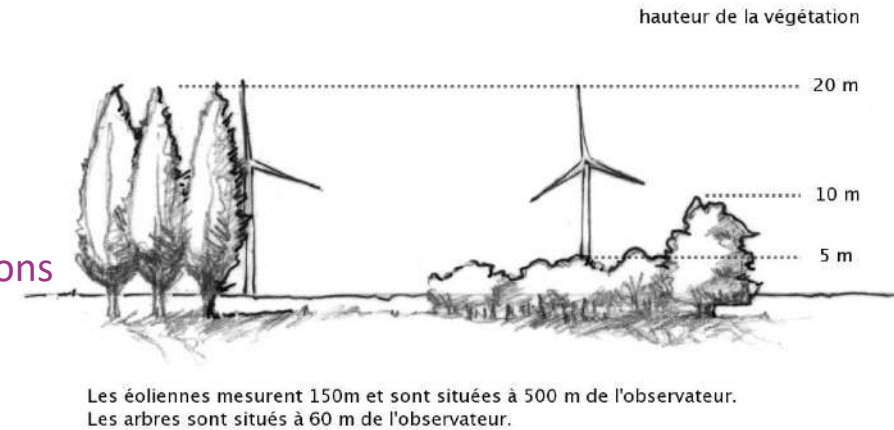 hauteur de la végétation
20 m
10 m
5 m
ons
Les éoliennes mesurent 150m et sont situées à 500 m de l'observateur.
Les arbres sont situés à 60 m de l'observateur.